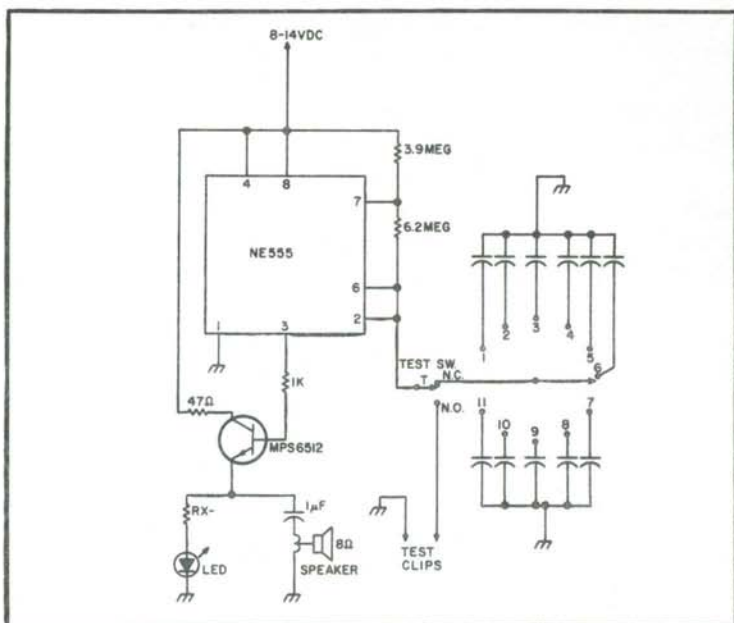 8-14VDC
3.9MEG
4
8
7
6.2MEG
NE555
6
2
1
3
TEST SW.
T
N.C.
N.O.
1K
47Ω
MPS6512
RX-
1µF
8Ω
LED
SPEAKER
TEST
CLIPS
1
2
3
4
5
6
11
10
9
8
7